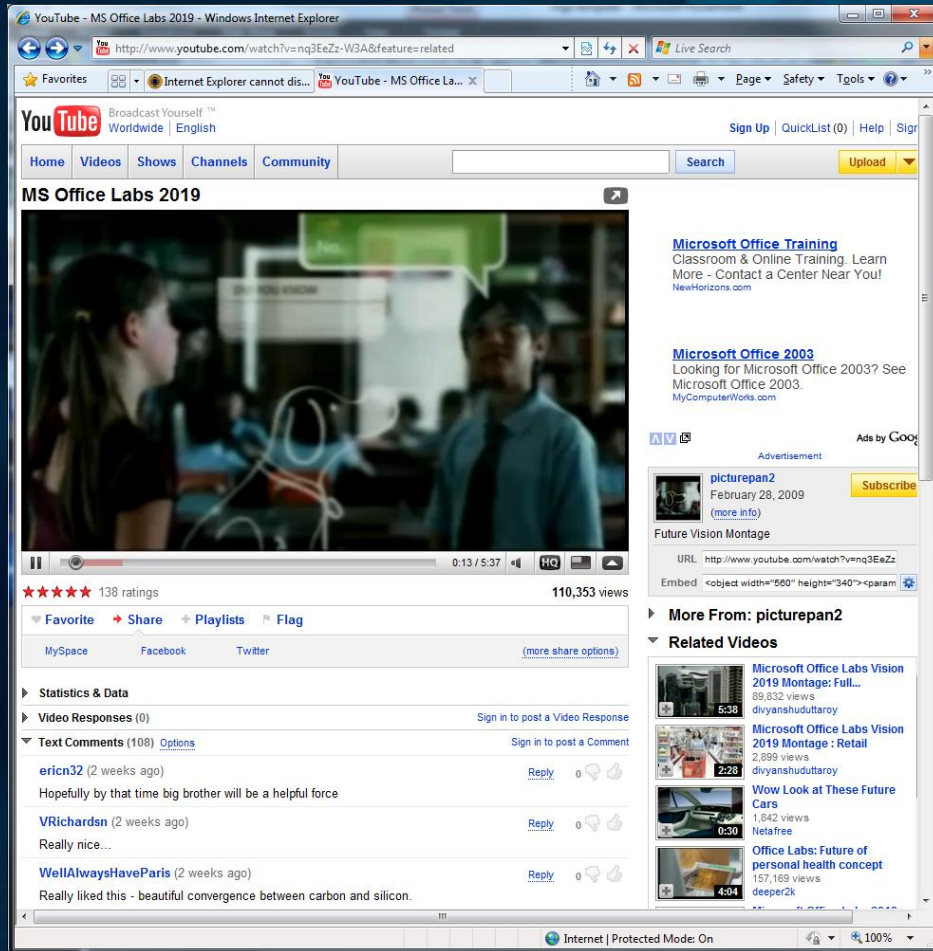 YouTube - MS Office Labs 2019 - Windows Internet Explorer
http://www.youtube.com/watch?v=nq3EeZz-W3A&feature=related
Live Search
Favorites
Internet Explorer cannot dis...
YouTube - MS Office La...
Page
Safety
Tools
YouTube
Broadcast Yourself ™
Worldwide | English
Sign Up | QuickList (0) | Help | Sign
Home
Videos
Shows
Channels
Community
Search
Upload
MS Office Labs 2019
No..
DO YOU KNOW
0:13 / 5:37
HQ
138 ratings
110,353 views
Favorite
Share
Playlists
Flag
MySpace
Facebook
Twitter
(more share options)
Statistics & Data
Video Responses (0)
Sign in to post a Video Response
Text Comments (108) Options
Sign in to post a Comment
ericn32 (2 weeks ago)
Reply 0
Hopefully by that time big brother will be a helpful force
VRichardsn (2 weeks ago)
Reply 0
Really nice...
WellAlwaysHaveParis (2 weeks ago)
Reply 0
Really liked this - beautiful convergence between carbon and silicon.
Microsoft Office Training
Classroom & Online Training. Learn
More - Contact a Center Near You!
NewHorizons.com
Microsoft Office 2003
Looking for Microsoft Office 2003? See
Microsoft Office 2003.
MyComputerWorks.com
Ads by Goog
Advertisement
picturepan2
February 28, 2009
(more info)
Subscribe
Future Vision Montage
URL http://www.youtube.com/watch?v=nq3EeZz
Embed <object width="560" height="340"><param
More From: picturepan2
Related Videos
Microsoft Office Labs Vision
2019 Montage: Full...
89,832 views
divyanshuduttaroy
5:38
Microsoft Office Labs Vision
2019 Montage : Retail
2,899 views
divyanshuduttaroy
2:28
Wow Look at These Future
Cars
1,842 views
Netafree
0:30
Office Labs: Future of
personal health concept
157,169 views
deeper2k
4:04
Internet | Protected Mode: On
100%